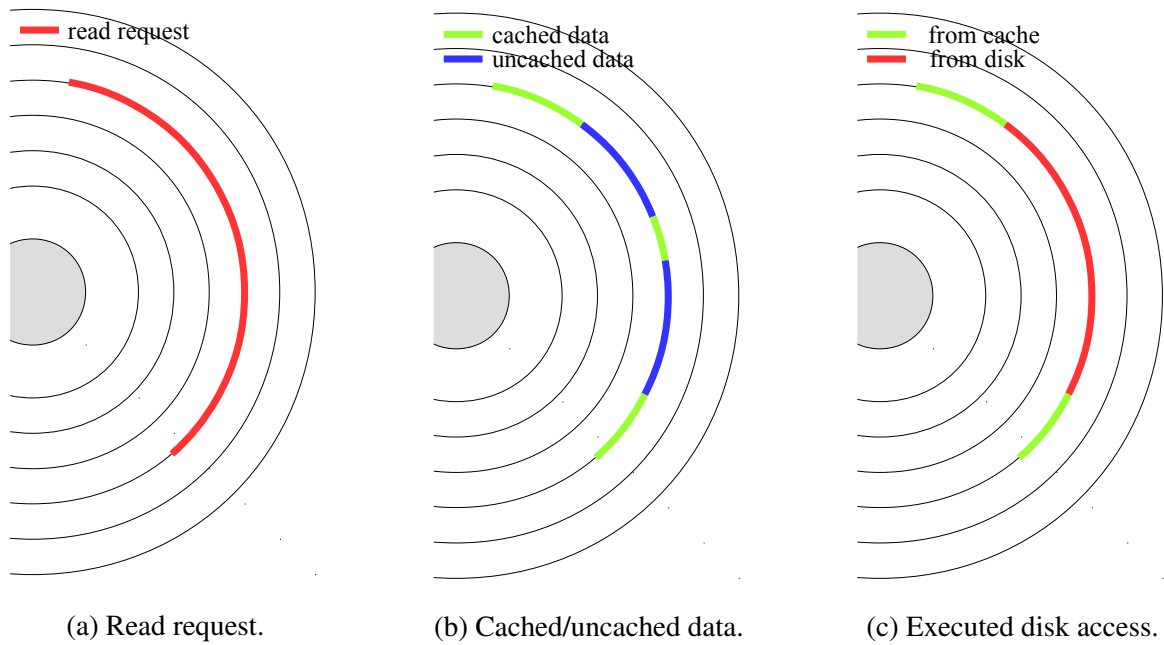 read request
cached data
uncached data
from cache
from disk
(a) Read request.
(b) Cached/uncached data.
(c) Executed disk access.